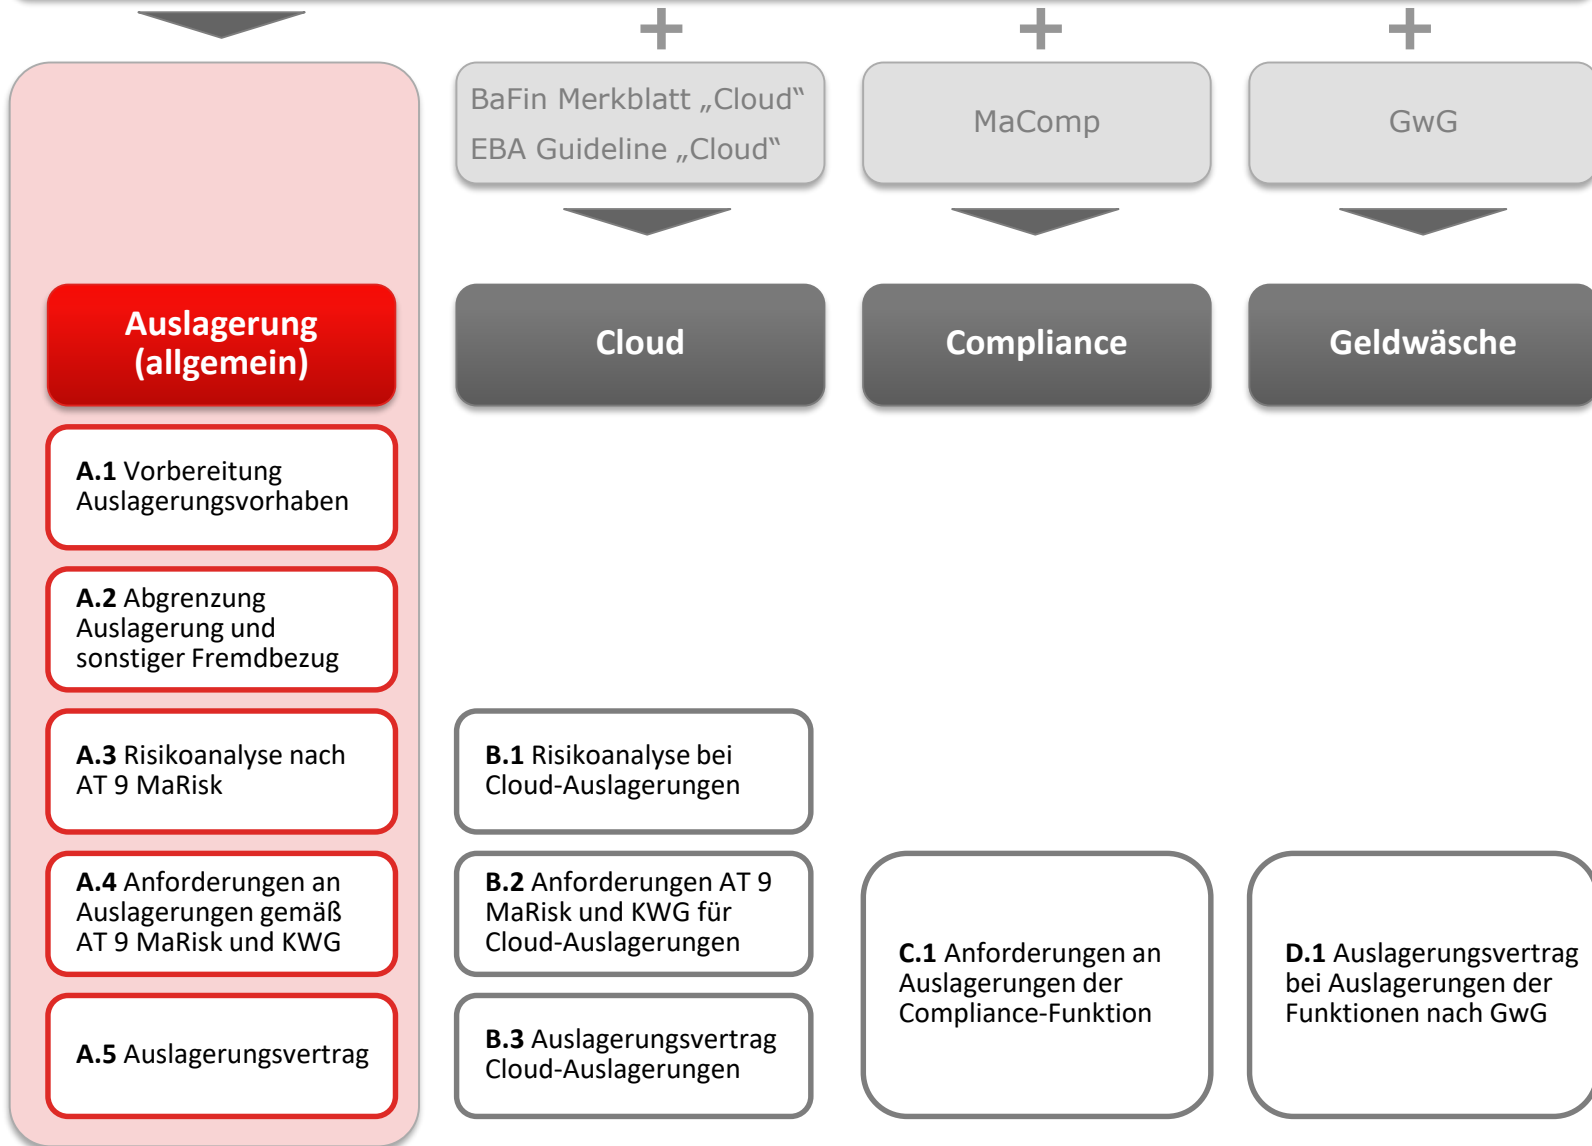 + + +
BaFin Merkblatt „Cloud“
EBA Guideline „Cloud“
MaComp
GwG
Auslagerung
(allgemein)
Cloud
Compliance
Geldwäsche
A.1 Vorbereitung
Auslagerungsvorhaben
A.2 Abgrenzung
Auslagerung und
sonstiger Fremdbezug
A.3 Risikoanalyse nach
AT 9 MaRisk
B.1 Risikoanalyse bei
Cloud-Auslagerungen
A.4 Anforderungen an
Auslagerungen gemäß
AT 9 MaRisk und KWG
B.2 Anforderungen AT 9
MaRisk und KWG für
Cloud-Auslagerungen
A.5 Auslagerungsvertrag
B.3 Auslagerungsvertrag
Cloud-Auslagerungen
C.1 Anforderungen an
Auslagerungen der
Compliance-Funktion
D.1 Auslagerungsvertrag
bei Auslagerungen der
Funktionen nach GwG